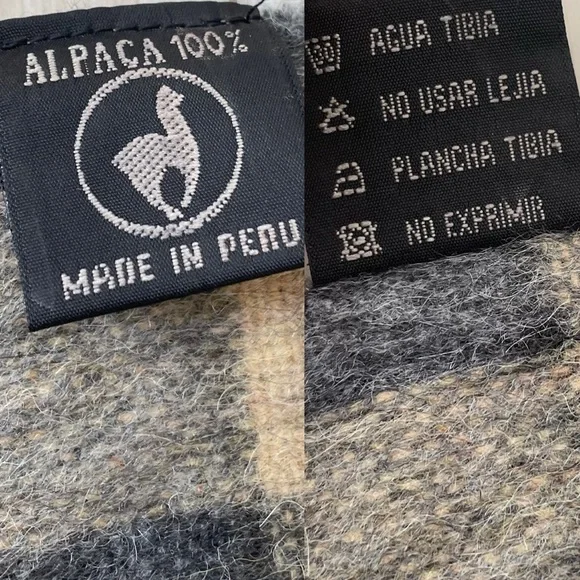 ALPACA 100%
MADE IN PERU
AGUA TIBIA
NO USAR LEJIA
PLANCHA TIBIA
NO EXPRIMIR